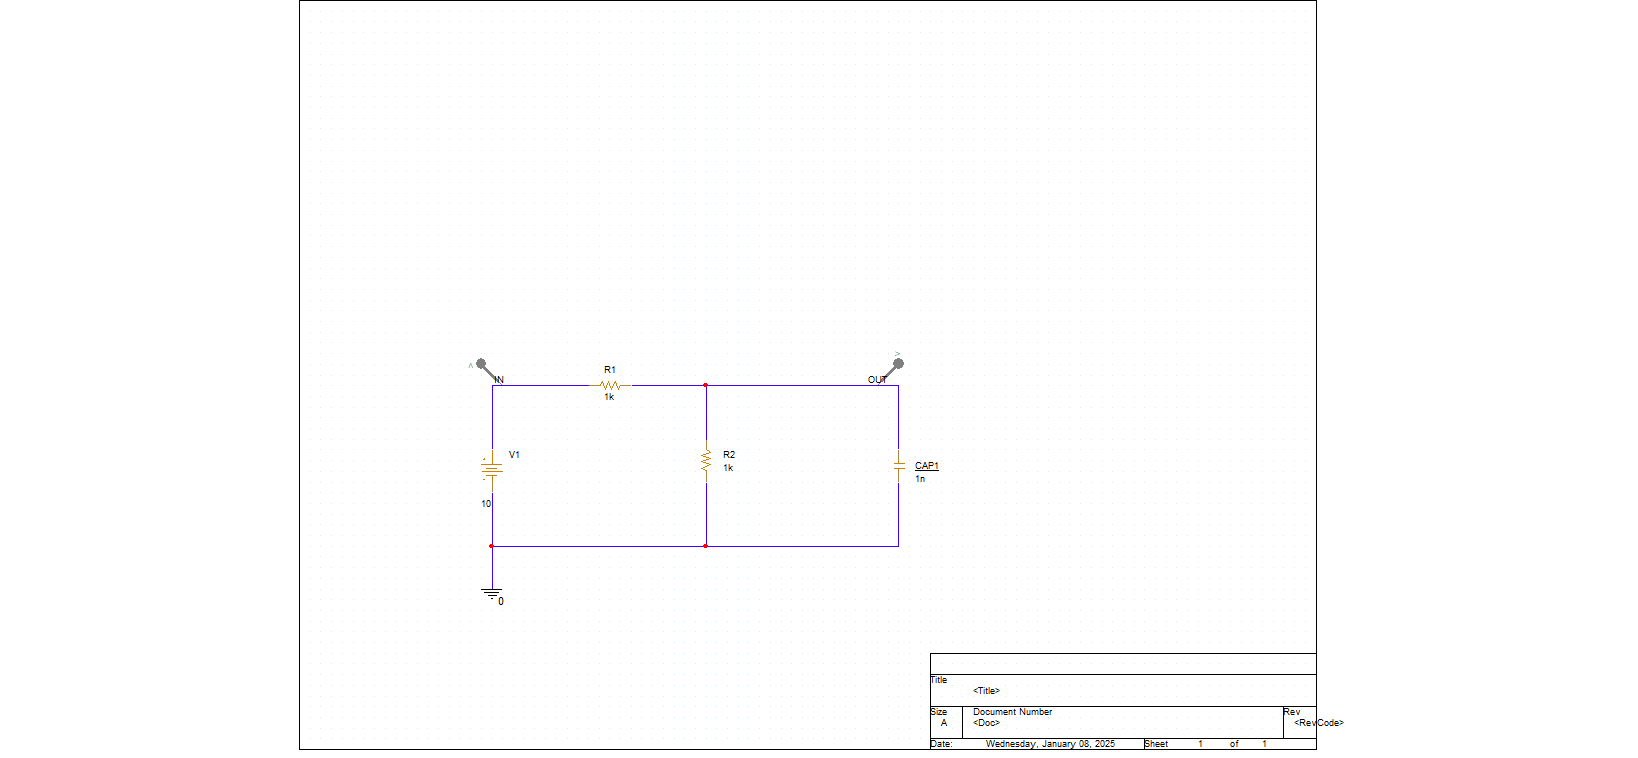 R1
IN
OUT
1k
V1
R2
1k
CAP1
1n
10
0
Title
<Title>
Size
Document Number
Rev
A
<Doc>
<RevCode>
Date:
Wednesday, January 08, 2025
Sheet
1
of
1